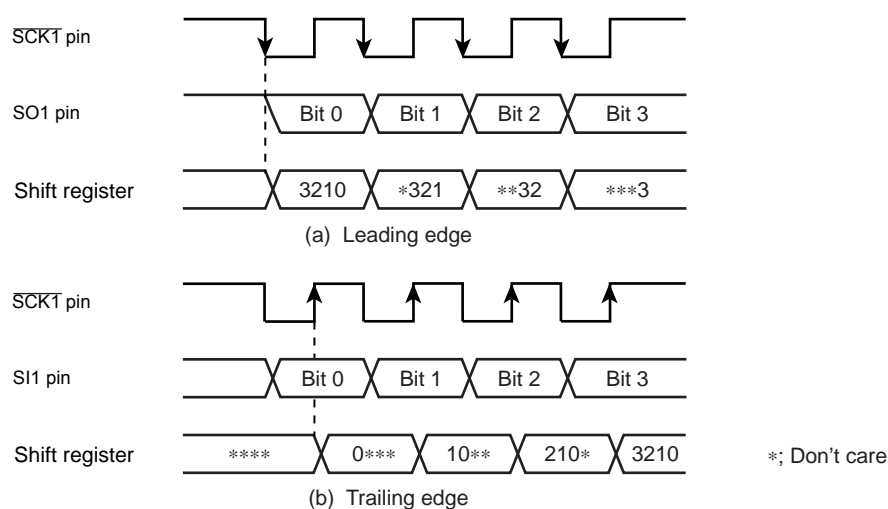 SCK1 pin
SO1 pin
Bit 0 Bit 1 Bit 2 Bit 3
Shift register
3210 *321 **32 ***3
(a) Leading edge
SCK1 pin
SI1 pin
Bit 0 Bit 1 Bit 2 Bit 3
Shift register
**** 0*** 10** 210* 3210
*; Don't care
(b) Trailing edge